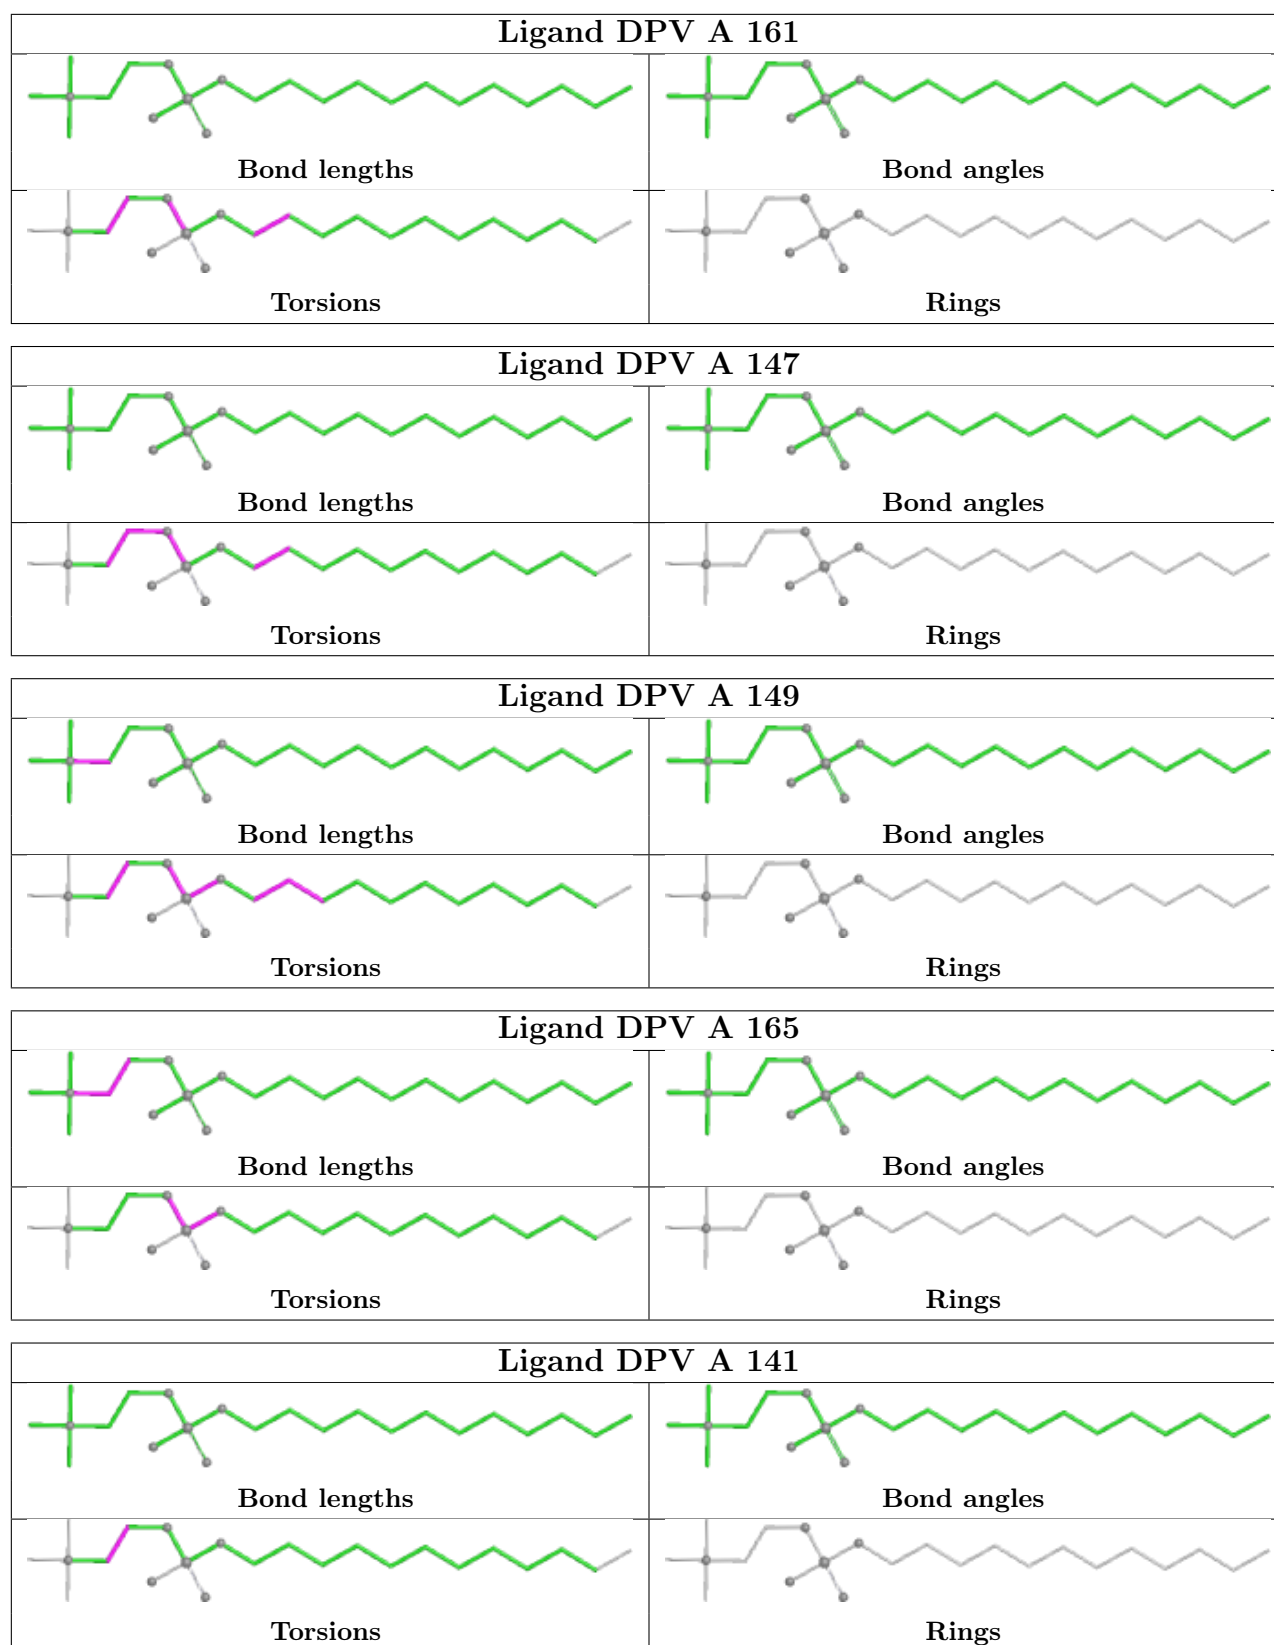 Ligand DPV A 161
Bond lengths
Bond angles
Torsions
Rings
Ligand DPV A 147
Bond lengths
Bond angles
Torsions
Rings
Ligand DPV A 149
Bond lengths
Bond angles
Torsions
Rings
Ligand DPV A 165
Bond lengths
Bond angles
Torsions
Rings
Ligand DPV A 141
Bond lengths
Bond angles
Torsions
Rings